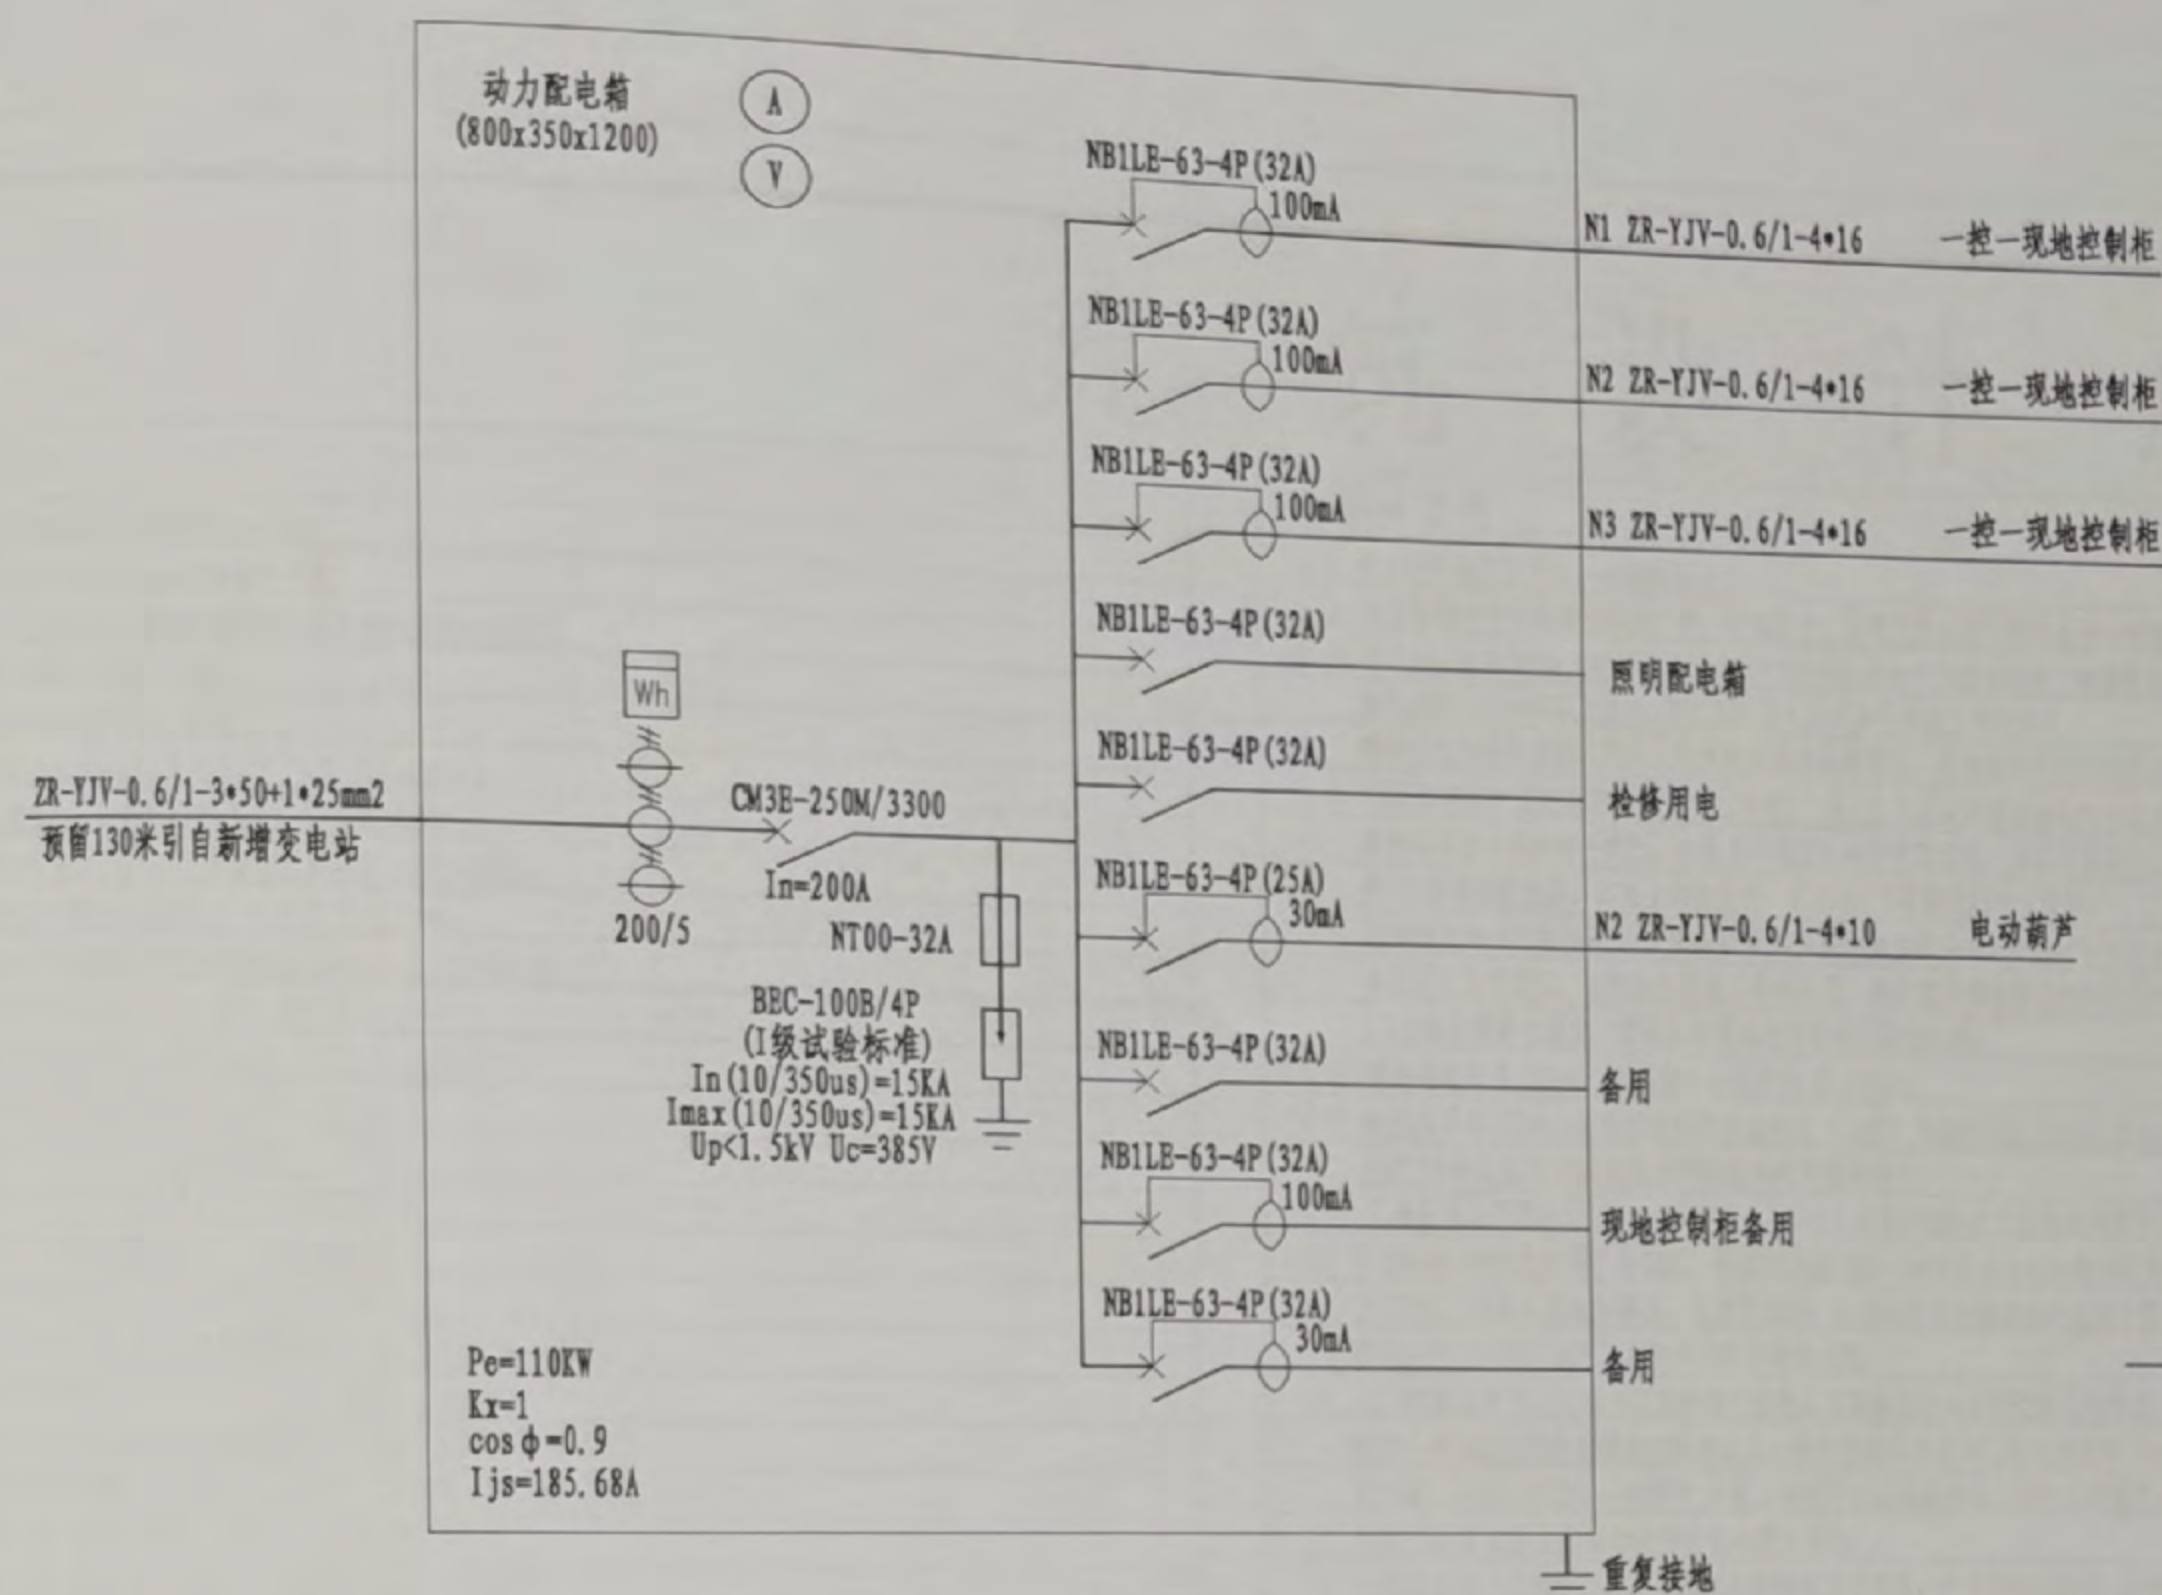 动力配电箱
(800x350x1200)
A
V
NB1LE-63-4P(32A)
100mA
N1 ZR-YJV-0.6/1-4*16 一控一现地控制柜
NB1LE-63-4P(32A)
100mA
N2 ZR-YJV-0.6/1-4*16 一控一现地控制柜
NB1LE-63-4P(32A)
100mA
N3 ZR-YJV-0.6/1-4*16 一控一现地控制柜
NB1LE-63-4P(32A)
照明配电箱
NB1LE-63-4P(32A)
检修用电
NB1LE-63-4P(25A)
30mA
N2 ZR-YJV-0.6/1-4*10 电动葫芦
NB1LE-63-4P(32A)
备用
NB1LE-63-4P(32A)
100mA
现地控制柜备用
NB1LE-63-4P(32A)
30mA
备用
Wh
ZR-YJV-0.6/1-3*50+1*25mm2
预留130米引自新增变电站
200/5
CM3E-250M/3300
In=200A
NT00-32A
BEC-100B/4P
(I级试验标准)
In(10/350us)=15KA
Imax(10/350us)=15KA
Up<1.5kV Uc=385V
Pe=110KW
Kx=1
cosφ=0.9
Ijs=185.68A
重复接地